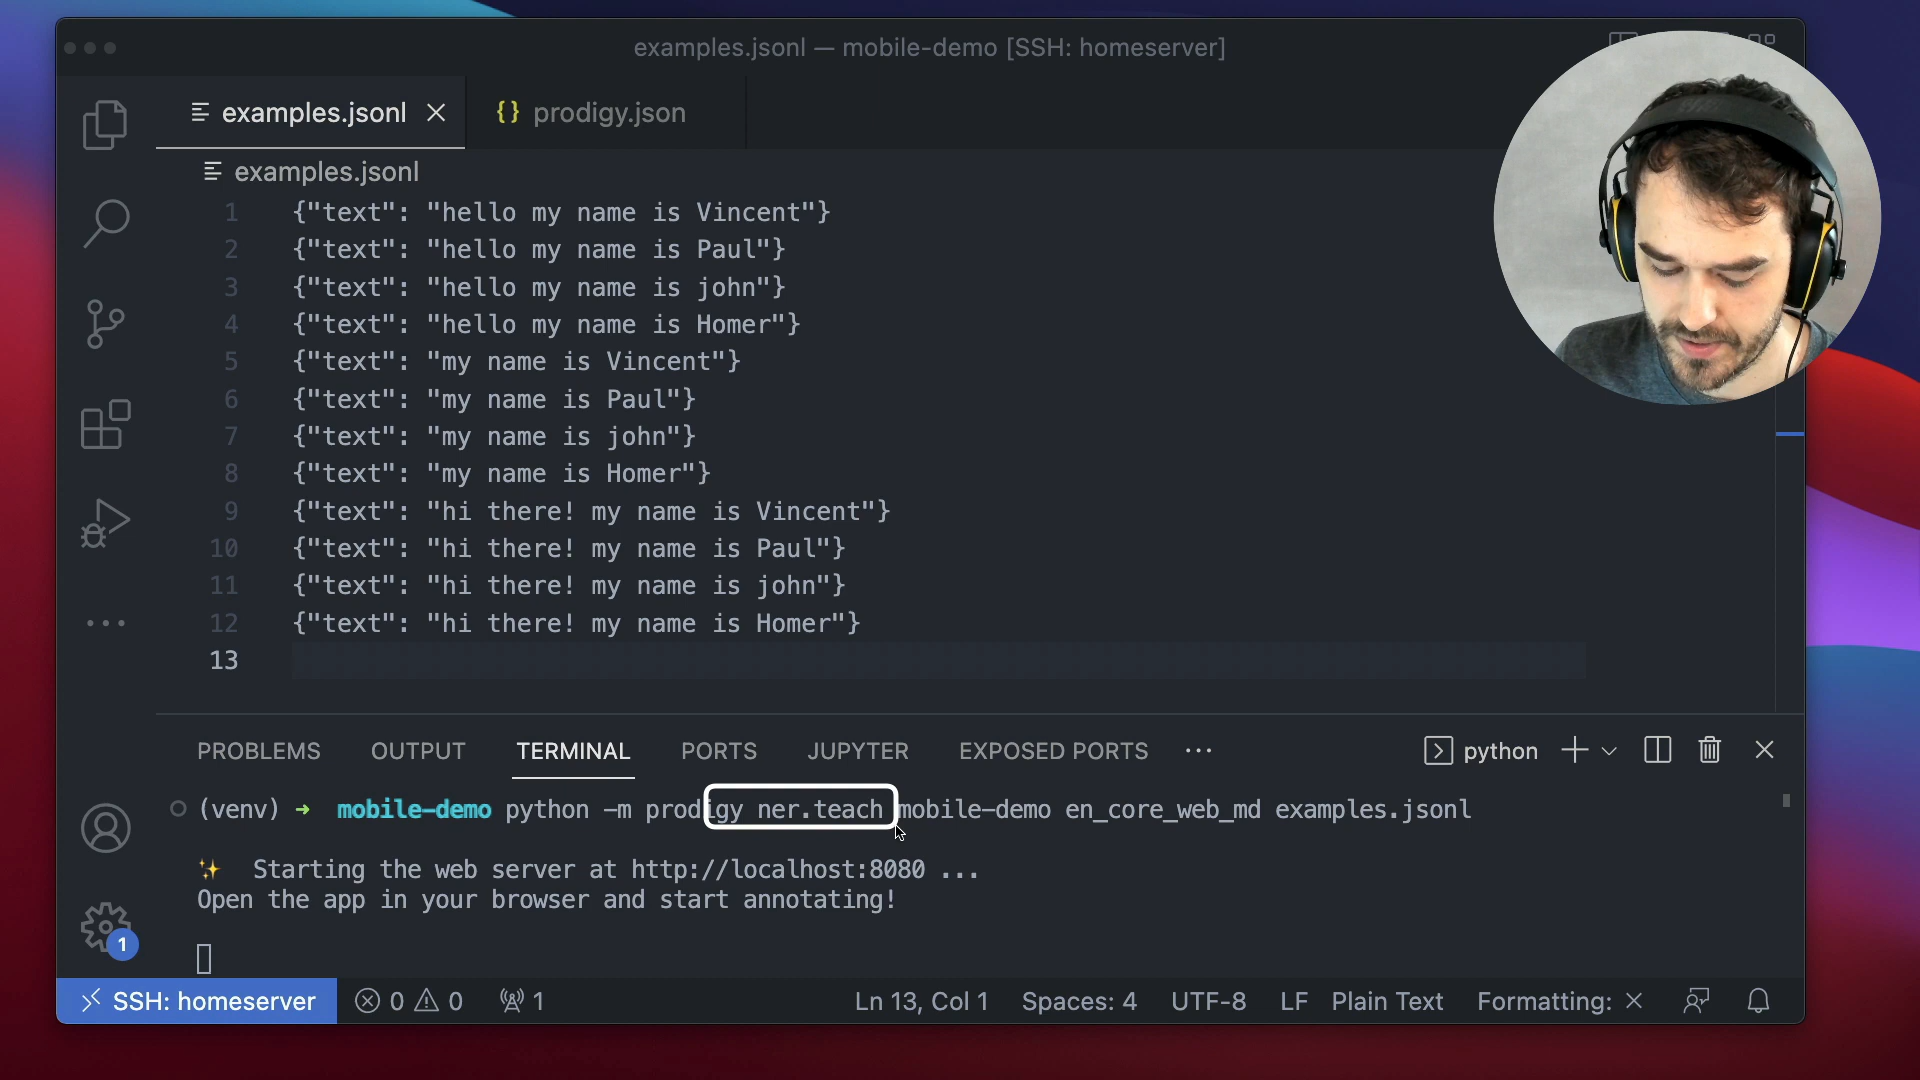 examples.jsonl — mobile-demo [SSH: homeserver]
examples.jsonl
{} prodigy.json
examples.jsonl
1 {"text": "hello my name is Vincent"}
2 {"text": "hello my name is Paul"}
3 {"text": "hello my name is john"}
4 {"text": "hello my name is Homer"}
5 {"text": "my name is Vincent"}
6 {"text": "my name is Paul"}
7 {"text": "my name is john"}
8 {"text": "my name is Homer"}
9 {"text": "hi there! my name is Vincent"}
10 {"text": "hi there! my name is Paul"}
11 {"text": "hi there! my name is john"}
12 {"text": "hi there! my name is Homer"}
13
PROBLEMS OUTPUT TERMINAL PORTS JUPYTER EXPOSED PORTS ··· python
(venv) → mobile-demo python -m prodigy ner.teach mobile-demo en_core_web_md examples.jsonl
✨ Starting the web server at http://localhost:8080 ...
Open the app in your browser and start annotating!
1
SSH: homeserver 0 0 1 Ln 13, Col 1 Spaces: 4 UTF-8 LF Plain Text Formatting: ×